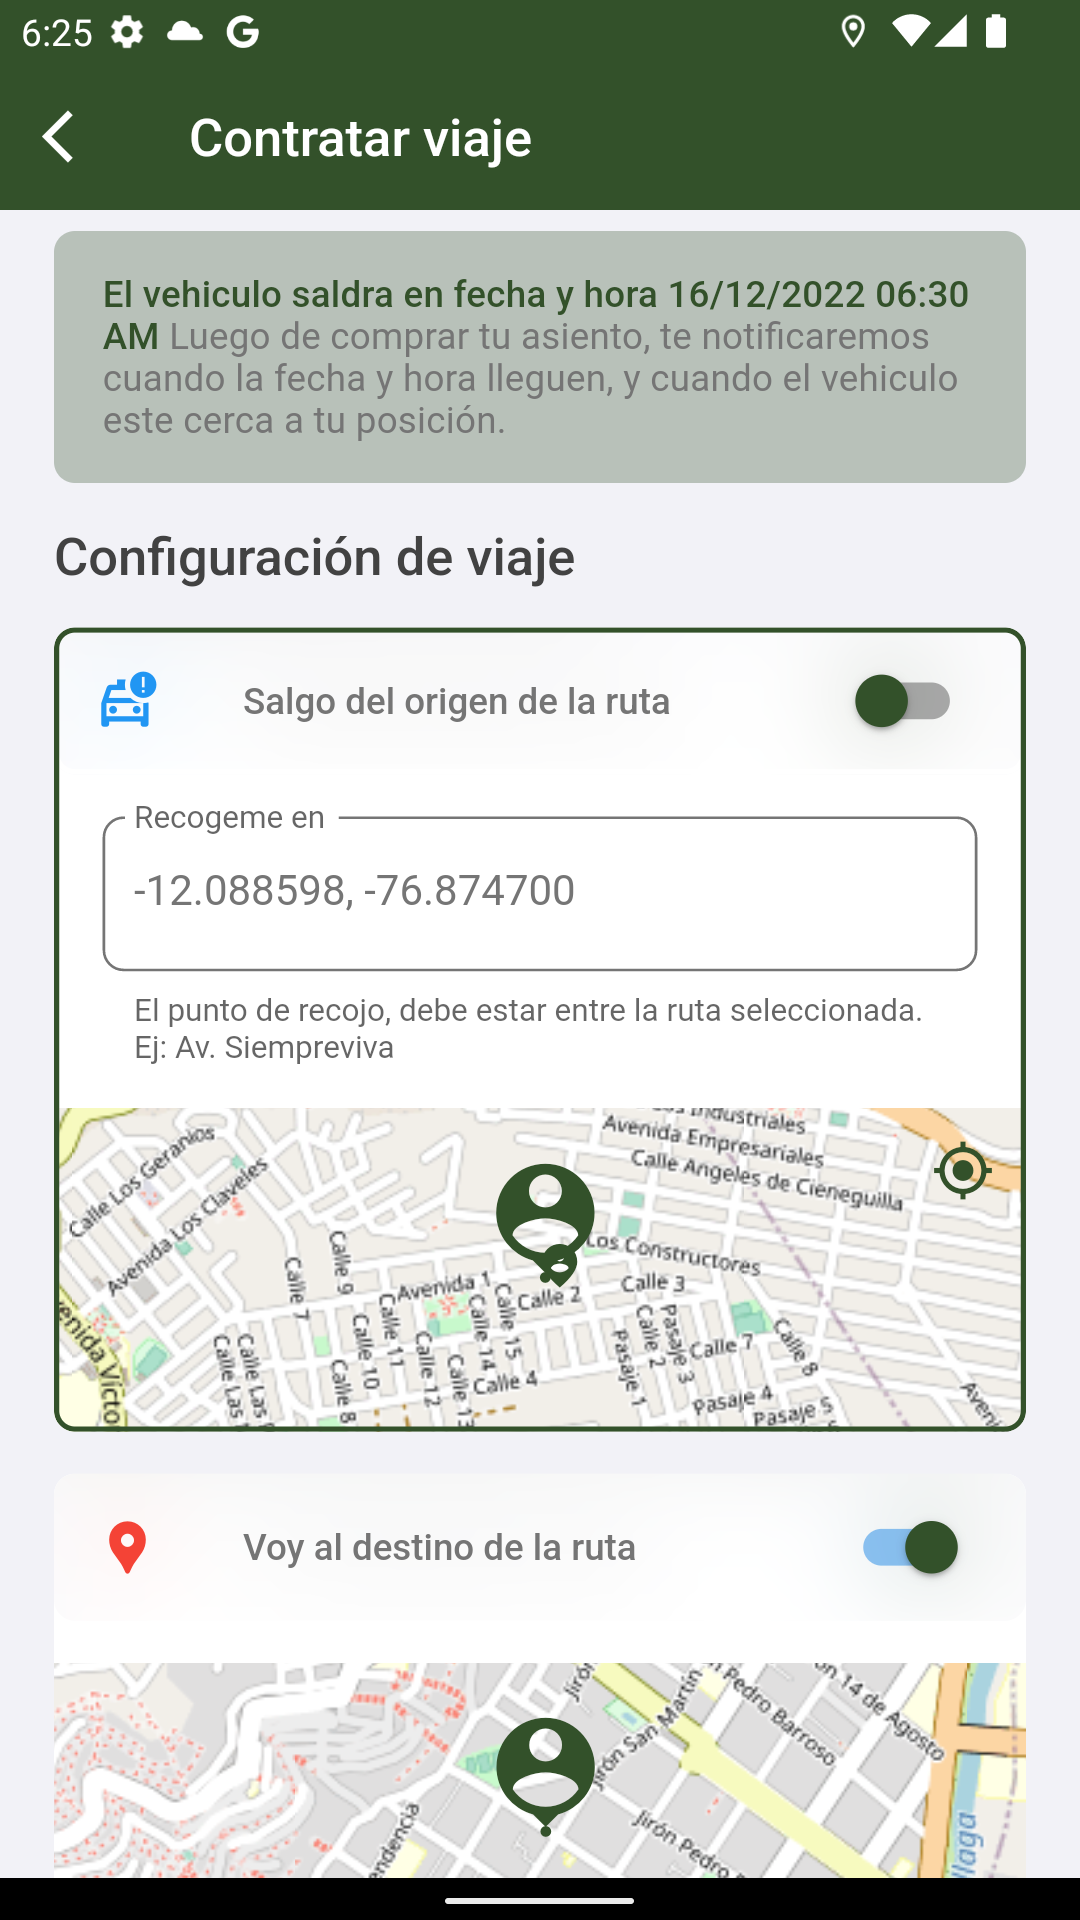 6:25
Contratar viaje
El vehiculo saldra en fecha y hora 16/12/2022 06:30
AM Luego de comprar tu asiento, te notificaremos
cuando la fecha y hora lleguen, y cuando el vehiculo
este cerca a tu posición.
Configuración de viaje
Salgo del origen de la ruta
Recogeme en
-12.088598, -76.874700
El punto de recojo, debe estar entre la ruta seleccionada.
Ej: Av. Siempreviva
Industriales
Avenida Empresariales
Calle Angeles de Cieneguilla
Calle Los Geranios
Avenida Los Claveles
Los Constructores
Calle 9
Calle 7
Avenida 1
Calle 2
Calle 3
Calle 11
Calle 14
Calle 15
Calle 10
Calle 12
Calle 13
Calle 4
Calle 8
Calle Las
Calle Las
Pasaje 1
Calle 2
Pasaje 3
Calle 7
Calle 8
Pasaje 4
Pasaje 5
Voy al destino de la ruta
Jirón
Jirón San Martín
Pedro Barroso
14 de Agosto
Jirón Pedro